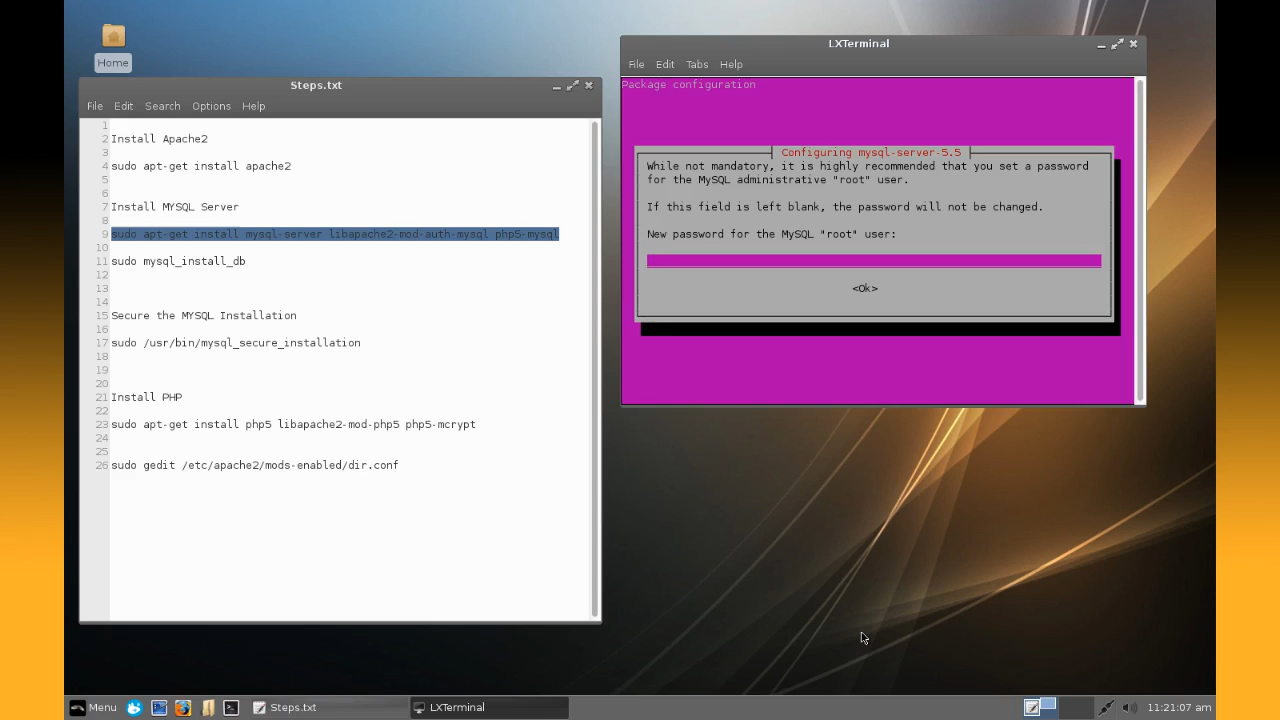 Home
Steps.txt
File Edit Search Options Help
1
2 Install Apache2
3
4 sudo apt-get install apache2
5
6
7 Install MYSQL Server
8
9 sudo apt-get install mysql-server libapache2-mod-auth-mysql php5-mysql
10
11 sudo mysql_install_db
12
13
14
15 Secure the MYSQL Installation
16
17 sudo /usr/bin/mysql_secure_installation
18
19
20
21 Install PHP
22
23 sudo apt-get install php5 libapache2-mod-php5 php5-mcrypt
24
25
26 sudo gedit /etc/apache2/mods-enabled/dir.conf
LXTerminal
File Edit Tabs Help
Package configuration
Configuring mysql-server-5.5
While not mandatory, it is highly recommended that you set a password
for the MySQL administrative "root" user.
If this field is left blank, the password will not be changed.
New password for the MySQL "root" user:
<Ok>
Menu Steps.txt LXTerminal 11:21:07 am